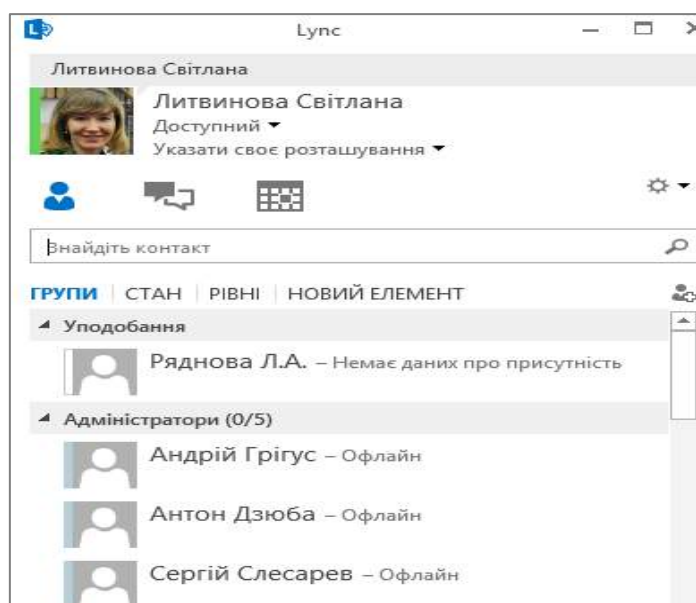 Lync
Литвинова Світлана
Литвинова Світлана
Доступний
Указати своє розташування
Знайдіть контакт
ГРУПИ СТАН РІВНІ НОВИЙ ЕЛЕМЕНТ
Уподобання
Ряднова Л.А. – Немає даних про присутність
Адміністратори (0/5)
Андрій Грігус – Офлайн
Антон Дзюба – Офлайн
Сергій Слесарев – Офлайн